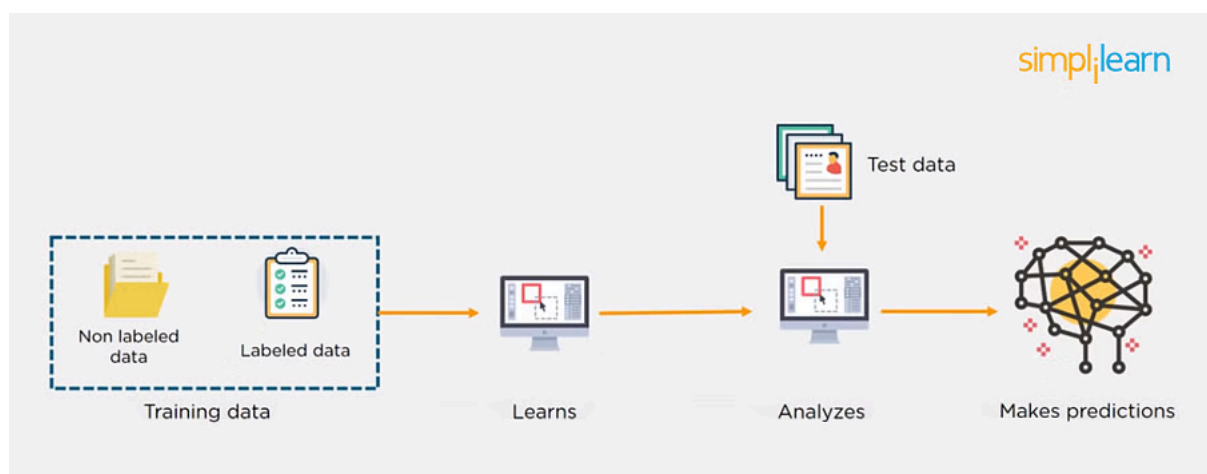 simplilearn
Test data
Non labeled
data
Labeled data
Training data
Learns
Analyzes
Makes predictions